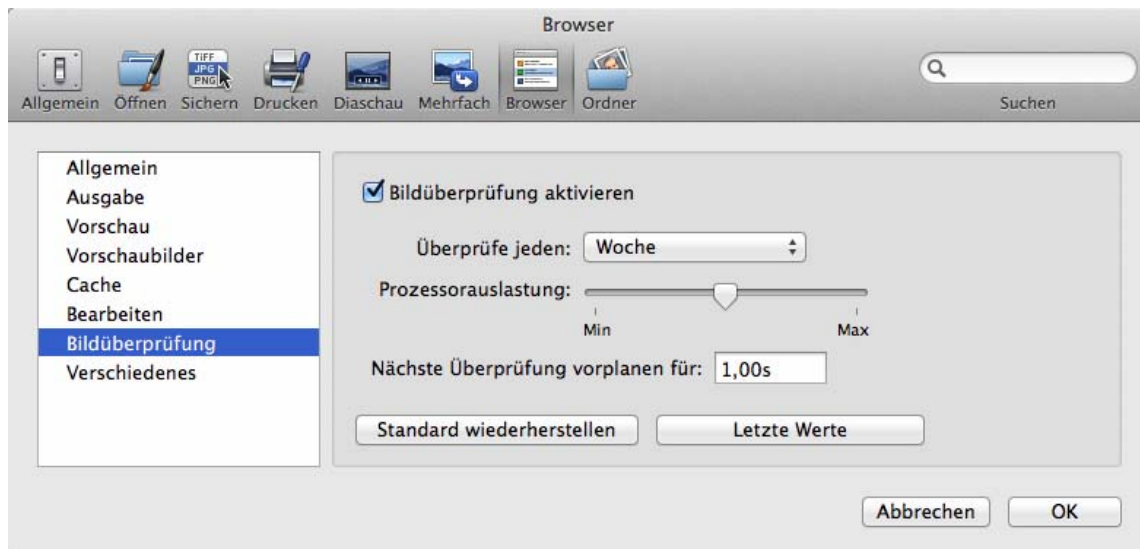 Browser
TIFF
JPG
PNG
Allgemein Öffnen Sichern Drucken Diaschau Mehrfach Browser Ordner Suchen
Allgemein
Ausgabe
Vorschau
Vorschaubilder
Cache
Bearbeiten
Bildüberprüfung
Verschiedenes
Bildüberprüfung aktivieren
Überprüfe jeden: Woche
Prozessorauslastung:
Min Max
Nächste Überprüfung vorplanen für: 1,00s
Standard wiederherstellen Letzte Werte
Abbrechen OK